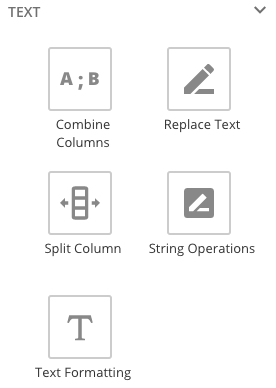 TEXT
A ; B
Combine
Columns
Replace Text
Split Column
String Operations
T
Text Formatting